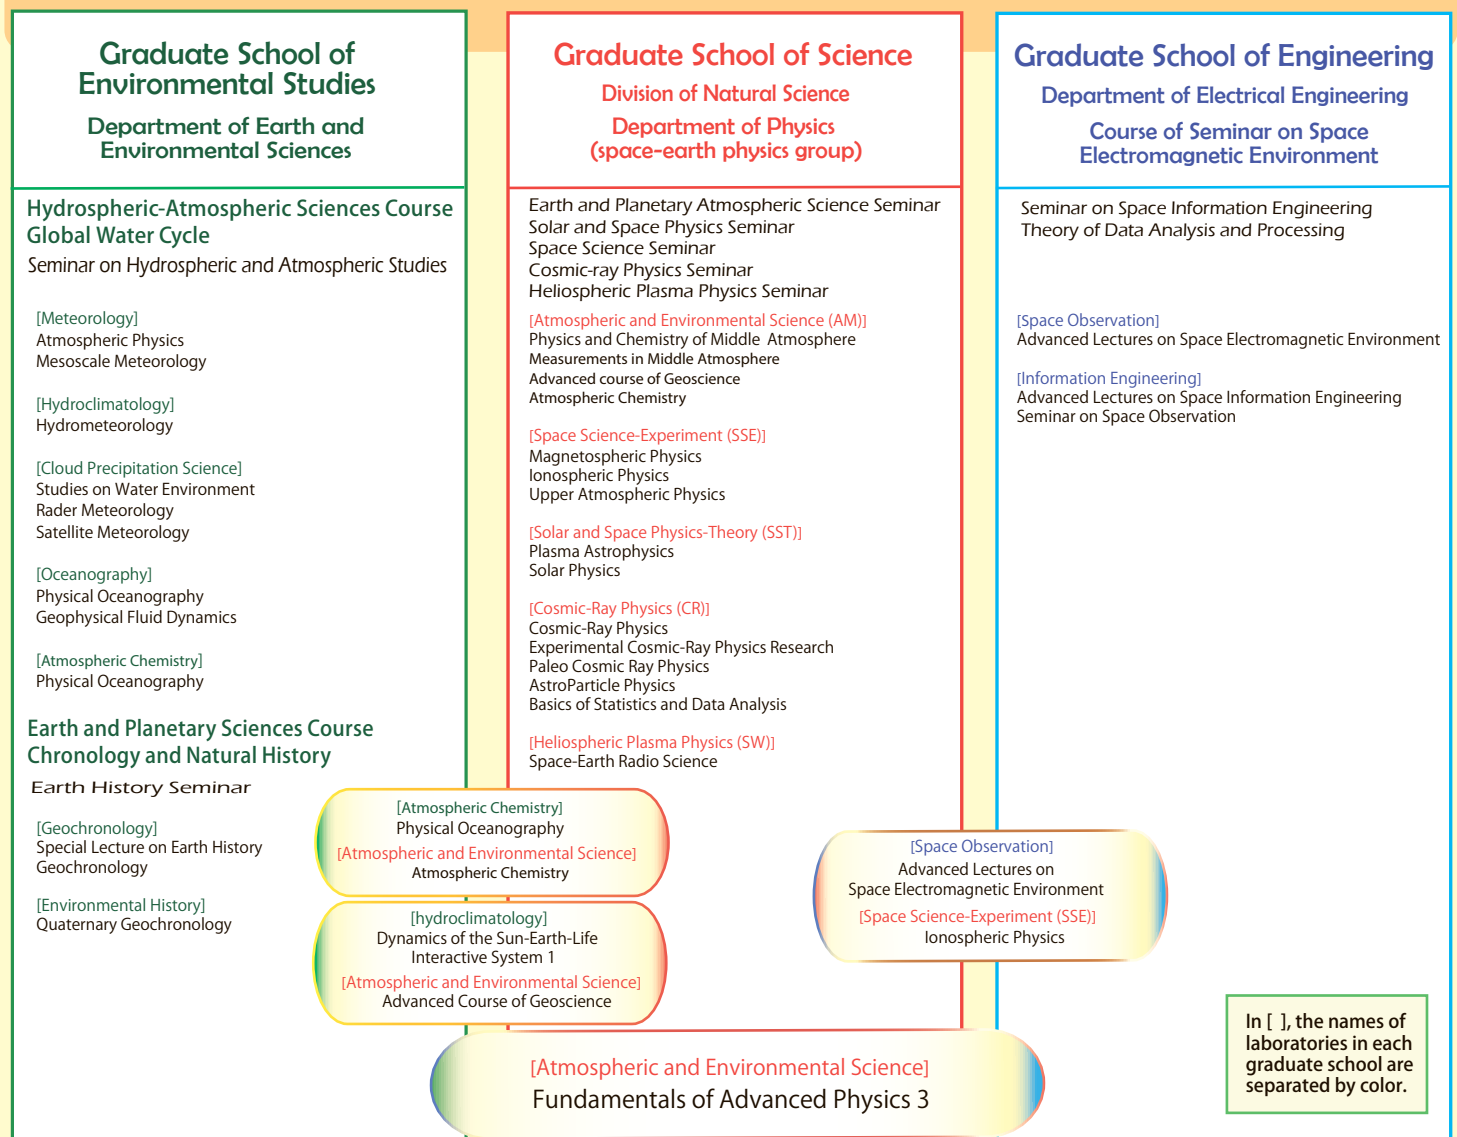 Graduate School of
Environmental Studies
Department of Earth and
Environmental Sciences
Hydrospheric-Atmospheric Sciences Course
Global Water Cycle
Seminar on Hydrospheric and Atmospheric Studies
[Meteorology]
Atmospheric Physics
Mesoscale Meteorology
[Hydroclimatology]
Hydrometeorology
[Cloud Precipitation Science]
Studies on Water Environment
Rader Meteorology
Satellite Meteorology
[Oceanography]
Physical Oceanography
Geophysical Fluid Dynamics
[Atmospheric Chemistry]
Physical Oceanography
Earth and Planetary Sciences Course
Chronology and Natural History
Earth History Seminar
[Geochronology]
Special Lecture on Earth History
Geochronology
[Environmental History]
Quaternary Geochronology
Graduate School of Science
Division of Natural Science
Department of Physics
(space-earth physics group)
Earth and Planetary Atmospheric Science Seminar
Solar and Space Physics Seminar
Space Science Seminar
Cosmic-ray Physics Seminar
Heliospheric Plasma Physics Seminar
[Atmospheric and Environmental Science (AM)]
Physics and Chemistry of Middle Atmosphere
Measurements in Middle Atmosphere
Advanced course of Geoscience
Atmospheric Chemistry
[Space Science-Experiment (SSE)]
Magnetospheric Physics
Ionospheric Physics
Upper Atmospheric Physics
[Solar and Space Physics-Theory (SST)]
Plasma Astrophysics
Solar Physics
[Cosmic-Ray Physics (CR)]
Cosmic-Ray Physics
Experimental Cosmic-Ray Physics Research
Paleo Cosmic Ray Physics
AstroParticle Physics
Basics of Statistics and Data Analysis
[Heliospheric Plasma Physics (SW)]
Space-Earth Radio Science
Graduate School of Engineering
Department of Electrical Engineering
Course of Seminar on Space
Electromagnetic Environment
Seminar on Space Information Engineering
Theory of Data Analysis and Processing
[Space Observation]
Advanced Lectures on Space Electromagnetic Environment
[Information Engineering]
Advanced Lectures on Space Information Engineering
Seminar on Space Observation
[Atmospheric Chemistry]
Physical Oceanography
[Atmospheric and Environmental Science]
Atmospheric Chemistry
[hydroclimatology]
Dynamics of the Sun-Earth-Life
Interactive System 1
[Atmospheric and Environmental Science]
Advanced Course of Geoscience
[Space Observation]
Advanced Lectures on
Space Electromagnetic Environment
[Space Science-Experiment (SSE)]
Ionospheric Physics
[Atmospheric and Environmental Science]
Fundamentals of Advanced Physics 3
In [ ], the names of
laboratories in each
graduate school are
separated by color.